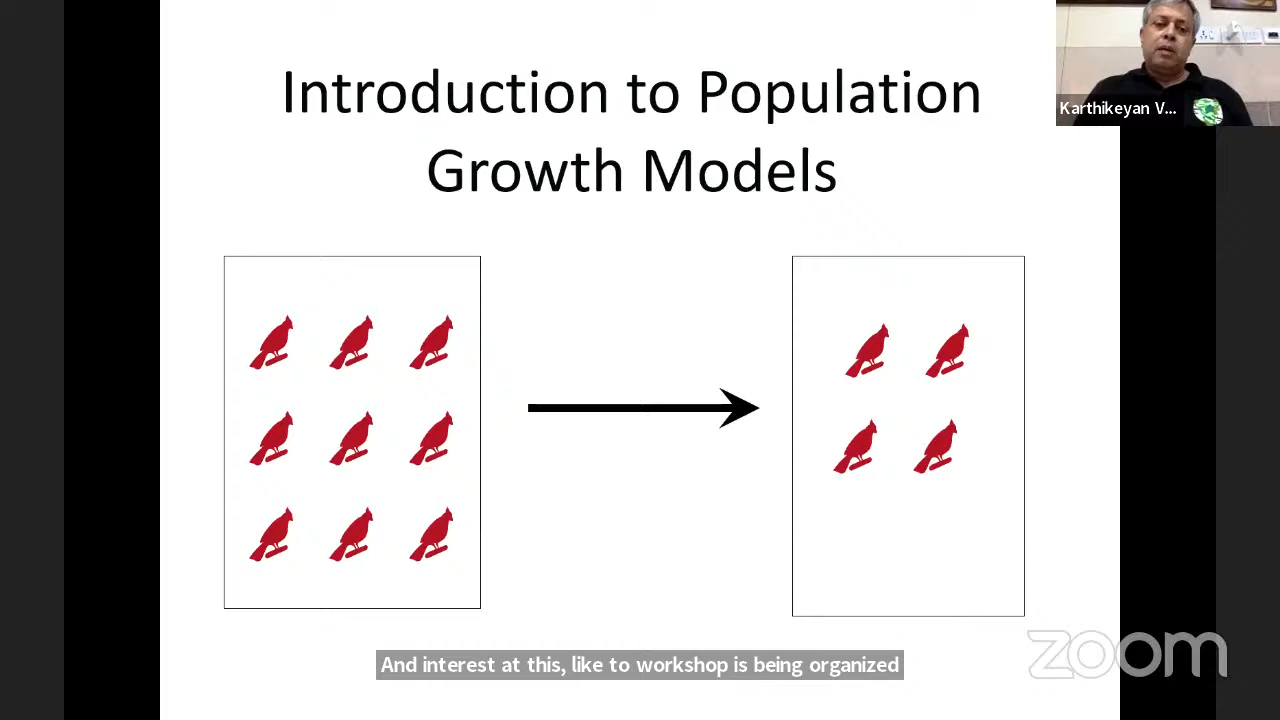 Introduction to Population
Growth Models
Karthikeyan V...
And interest at this, like to workshop is being organized
zoom